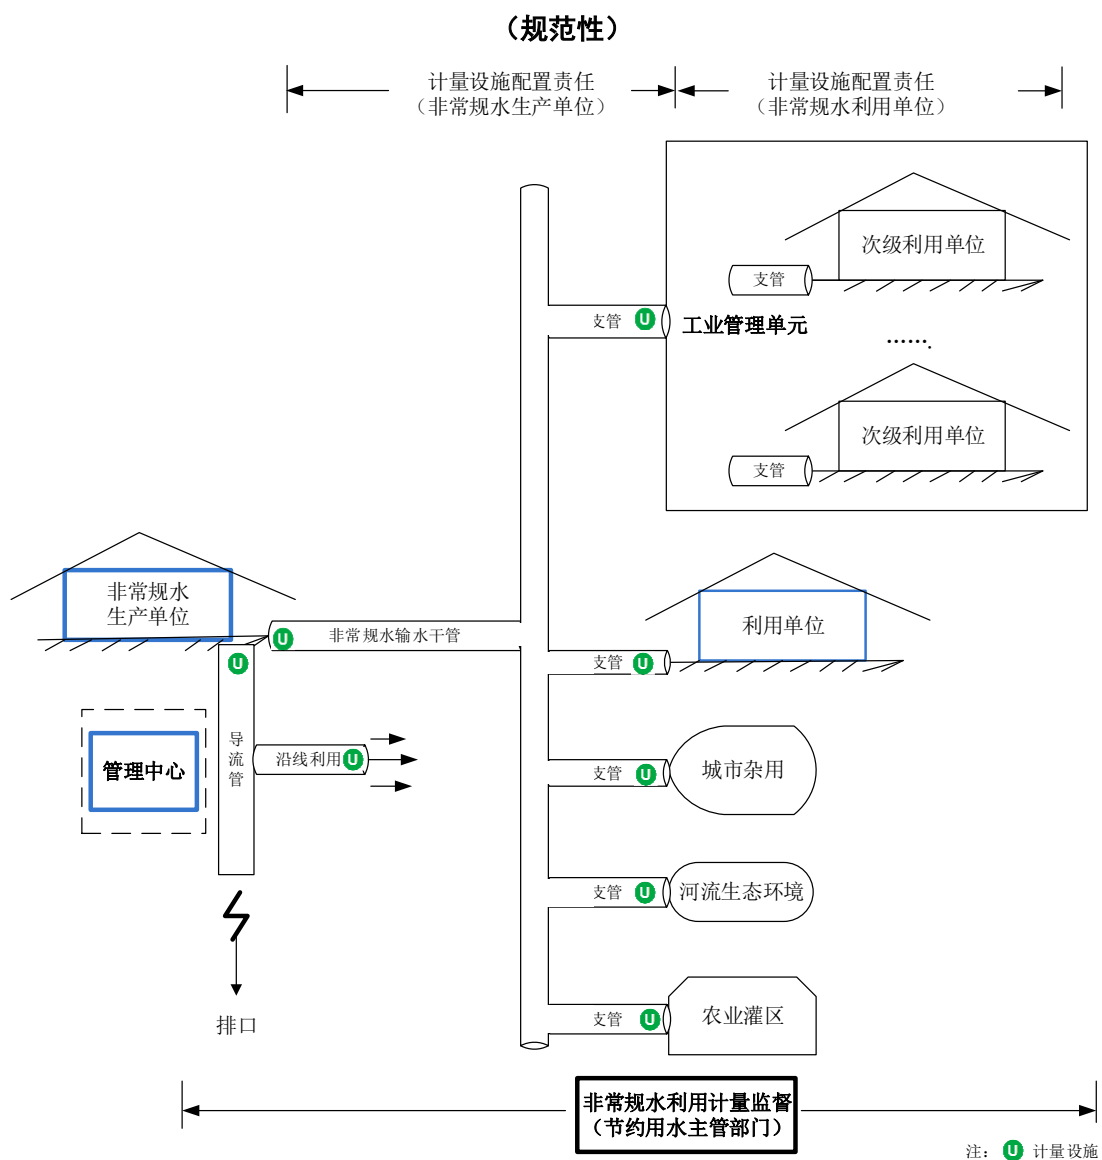 （规范性）
计量设施配置责任
（非常规水生产单位）
计量设施配置责任
（非常规水利用单位）
次级利用单位
支管
支管 U
工业管理单元
…….
次级利用单位
支管
非常规水
生产单位
U 非常规水输水干管
利用单位
U
支管 U
导流管
沿线利用 U
管理中心
支管 U
城市杂用
支管 U
河流生态环境
支管 U
农业灌区
排口
非常规水利用计量监督
（节约用水主管部门）
注： U 计量设施